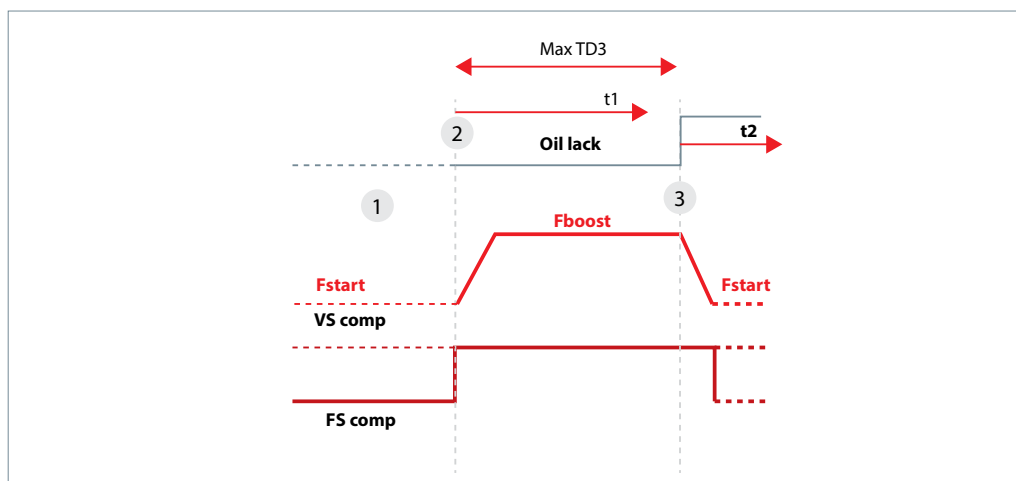 Max TD3
t1
2
Oil lack
t2
1
3
Fboost
Fstart
Fstart
VS comp
FS comp